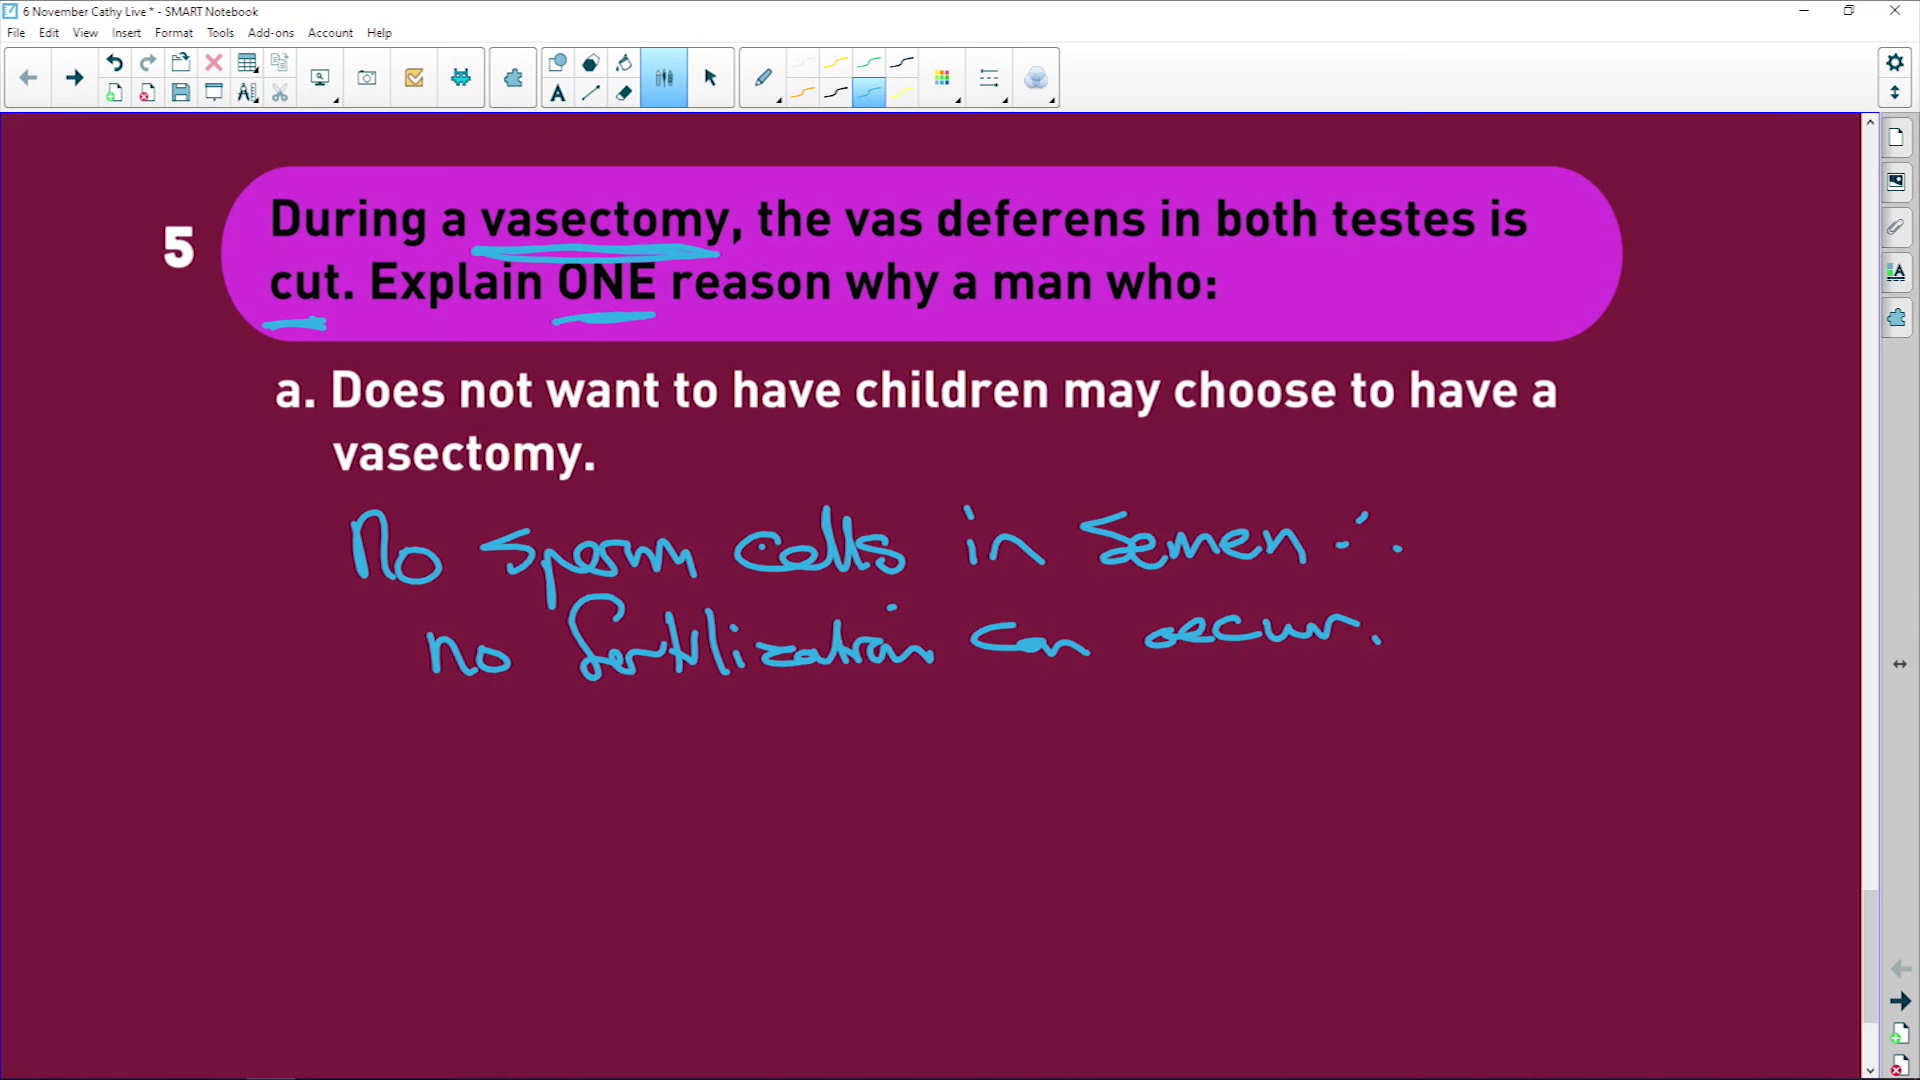 6 November Cathy Live * - SMART Notebook
File Edit View Insert Format Tools Add-ons Account Help
5
During a vasectomy, the vas deferens in both testes is
cut. Explain ONE reason why a man who:
a. Does not want to have children may choose to have a
vasectomy.
No sperm cells in semen ∴
no fertilization can occur.